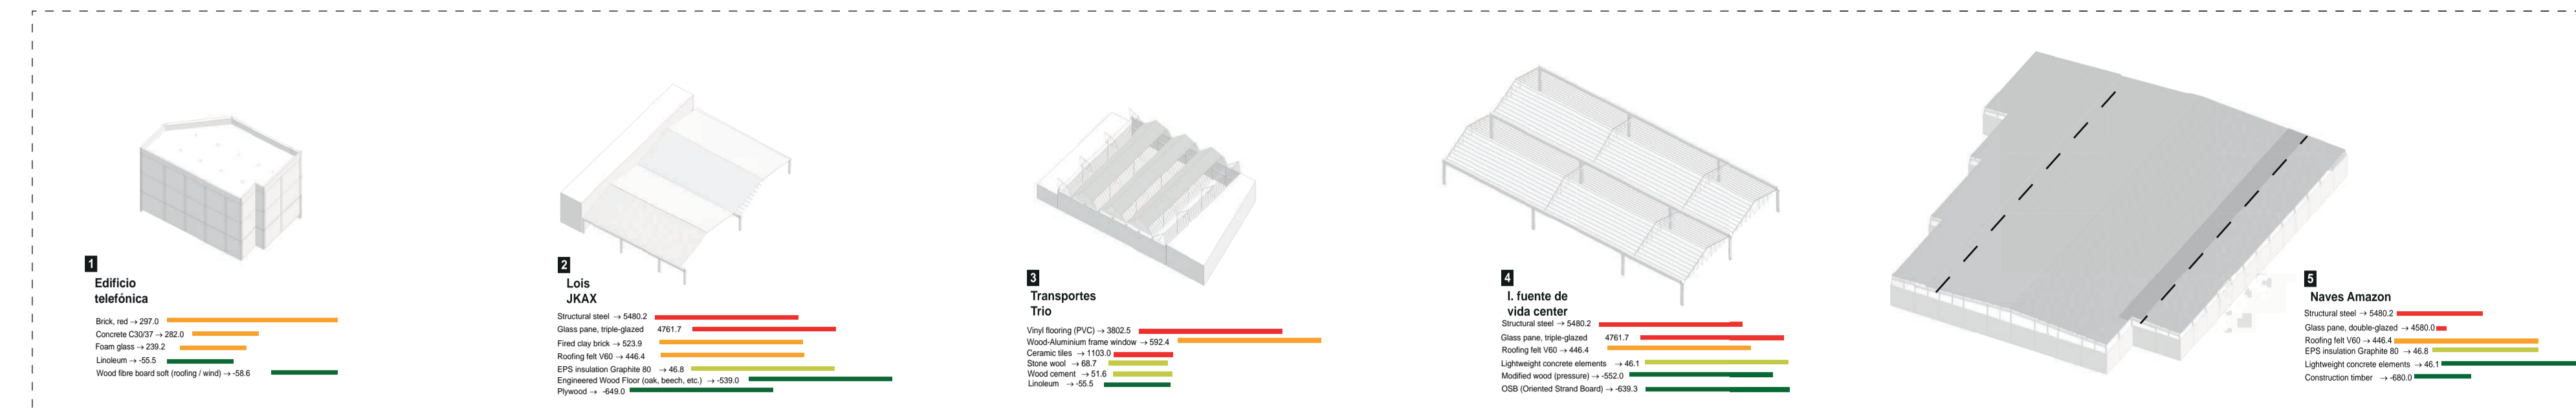 1
Edificio
telefónica
Brick, red → 297.0
Concrete C30/37 → 282.0
Foam glass → 239.2
Linoleum → -55.5
Wood fibre board soft (roofing / wind) → -58.6
2
Lois
JKAX
Structural steel → 5480.2
Glass pane, triple-glazed 4761.7
Fired clay brick → 523.9
Roofing felt V60 → 446.4
EPS insulation Graphite 80 → 46.8
Engineered Wood Floor (oak, beech, etc.) → -539.0
Plywood → -649.0
3
Transportes
Trio
Vinyl flooring (PVC) → 3802.5
Wood-Aluminium frame window → 592.4
Ceramic tiles → 1103.0
Stone wool → 68.7
Wood cement → 51.6
Linoleum → -55.5
4
I. fuente de
vida center
Structural steel → 5480.2
Glass pane, triple-glazed 4761.7
Roofing felt V60 → 446.4
Lightweight concrete elements → 46.1
Modified wood (pressure) → -552.0
OSB (Oriented Strand Board) → -639.3
5
Naves Amazon
Structural steel → 5480.2
Glass pane, double-glazed → 4580.0
Roofing felt V60 → 446.4
EPS insulation Graphite 80 → 46.8
Lightweight concrete elements → 46.1
Construction timber → -680.0